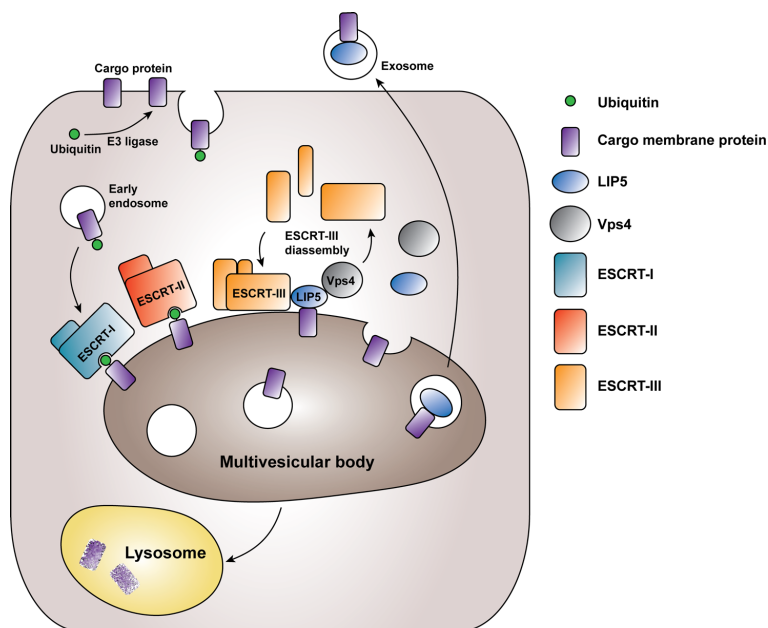 Cargo protein
Exosome
E3 ligase
Ubiquitin
Early
endosome
ESCRT-III
disassembly
Vps4
ESCRT-II
ESCRT-III
LIP5
ESCRT-I
Multivesicular body
Lysosome
Ubiquitin
Cargo membrane protein
LIP5
Vps4
ESCRT-I
ESCRT-II
ESCRT-III